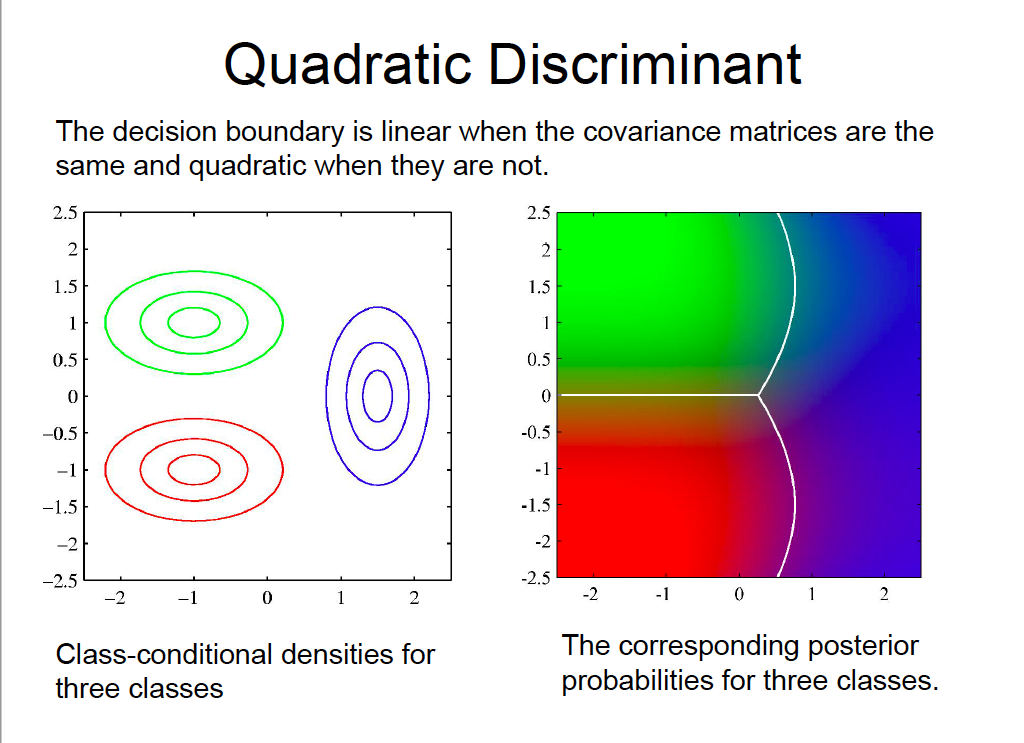 Quadratic Discriminant
The decision boundary is linear when the covariance matrices are the
same and quadratic when they are not.
2.5
2
1.5
1
0.5
0
−0.5
−1
−1.5
−2
−2.5
−2 −1 0 1 2
2.5
2
1.5
1
0.5
0
-0.5
-1
-1.5
-2
-2.5
-2 -1 0 1 2
Class-conditional densities for
three classes
The corresponding posterior
probabilities for three classes.